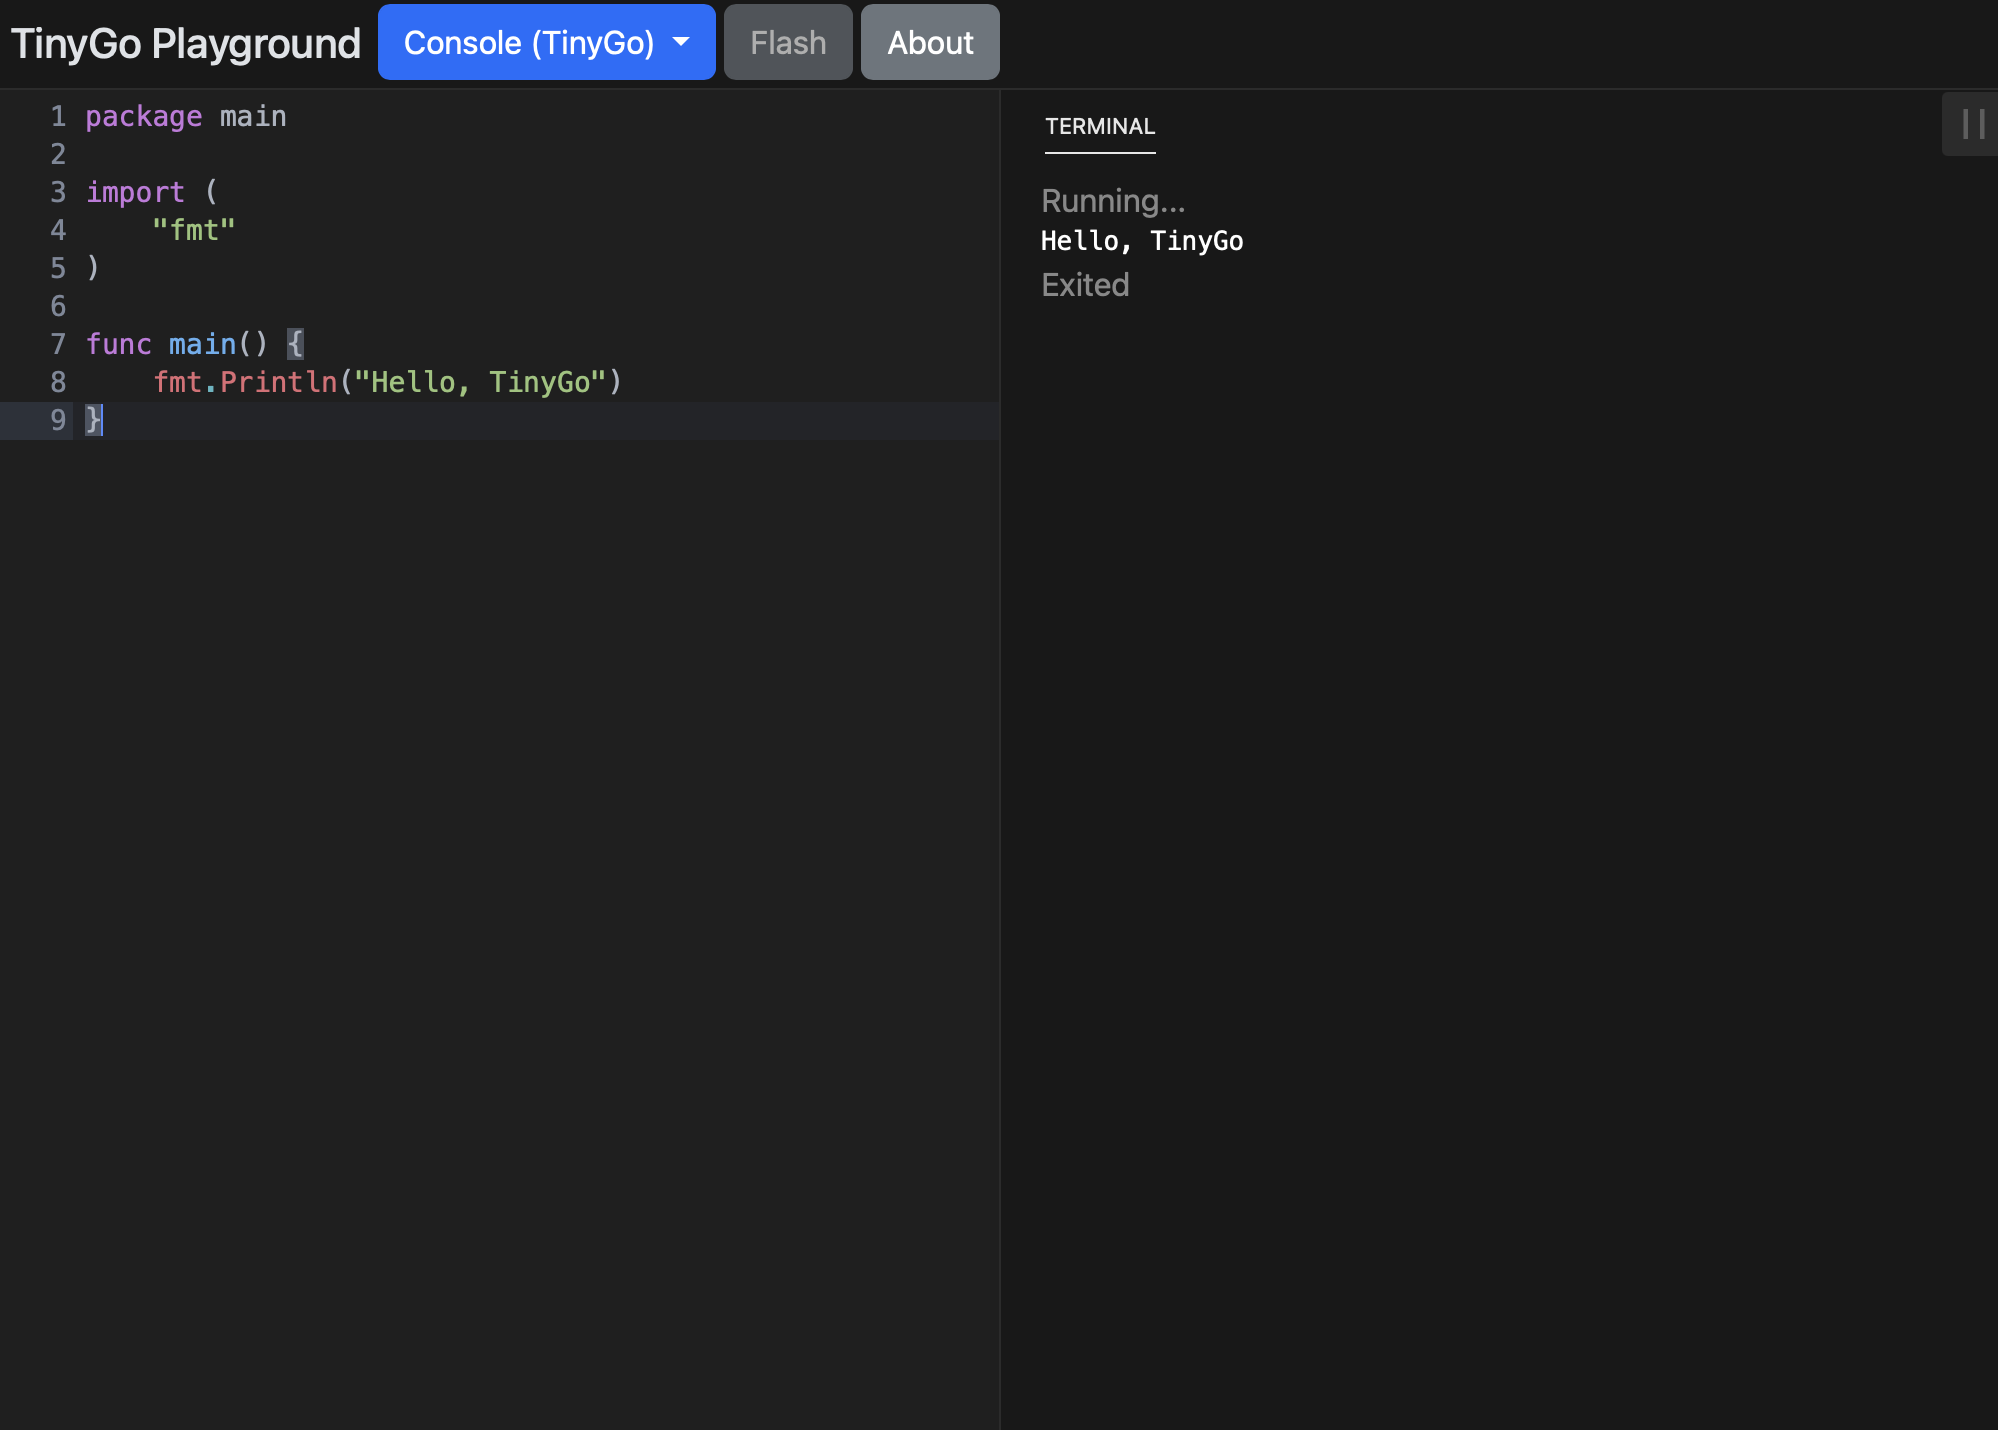 TinyGo Playground Console (TinyGo) Flash About
1 package main
2
3 import (
4     "fmt"
5 )
6
7 func main() {
8     fmt.Println("Hello, TinyGo")
9 }
TERMINAL
Running...
Hello, TinyGo
Exited